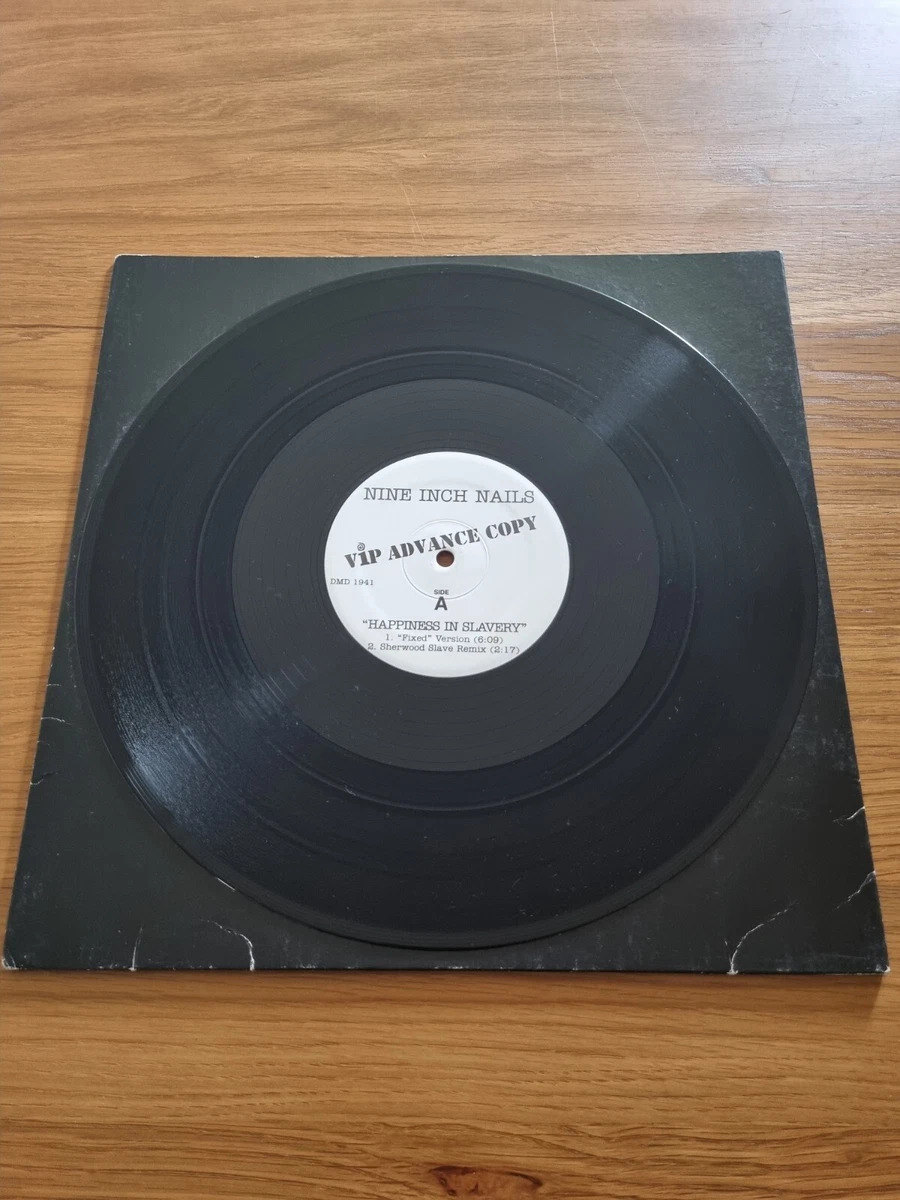 NINE INCH NAILS
VIP ADVANCE COPY
DMD 1941
SIDE
A
"HAPPINESS IN SLAVERY"
1. "Fixed" Version (6:09)
2. Sherwood Slave Remix (2:17)